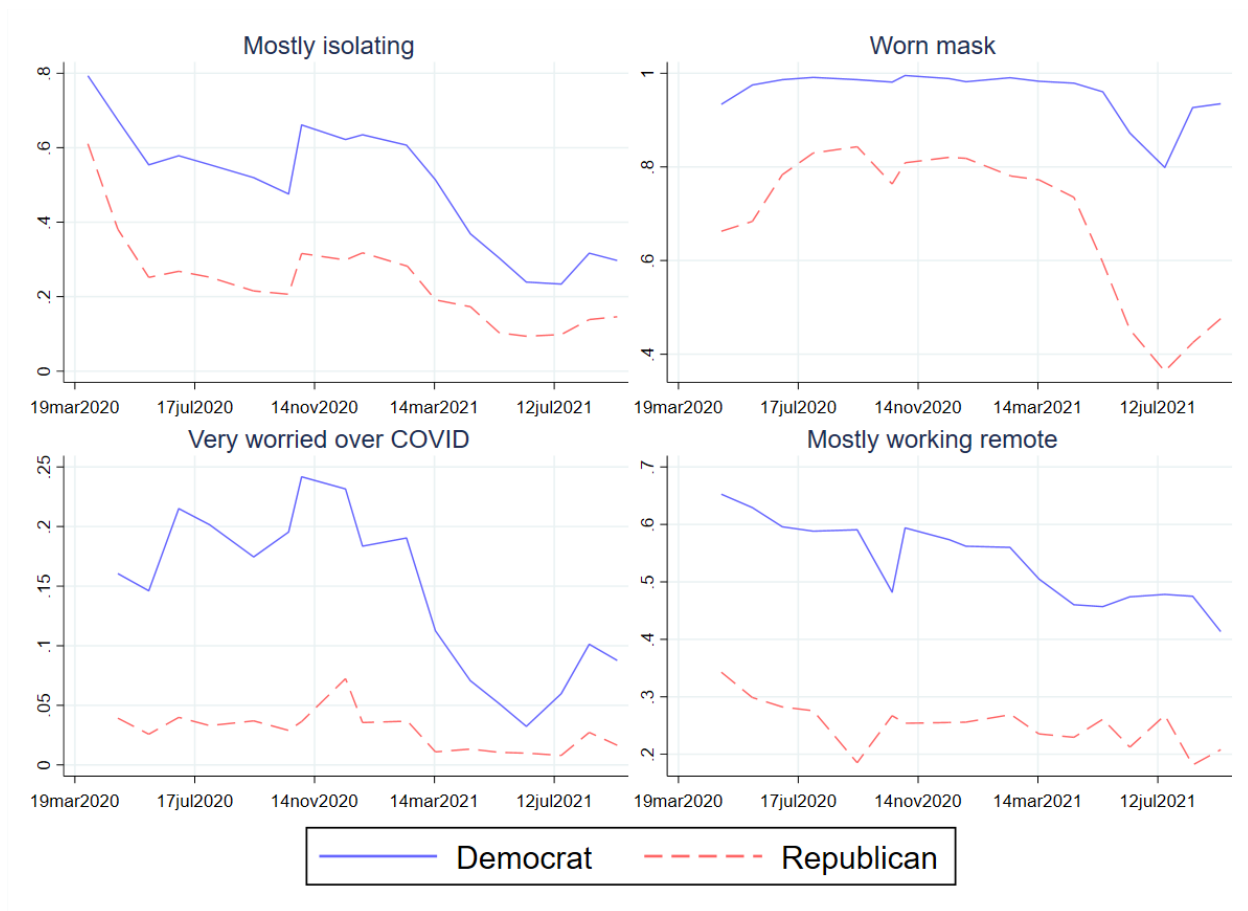 Mostly isolating
.8
.6
.4
.2
0
19mar2020 17jul2020 14nov2020 14mar2021 12jul2021
Worn mask
1
.8
.6
.4
19mar2020 17jul2020 14nov2020 14mar2021 12jul2021
Very worried over COVID
.25
.2
.15
.1
.05
0
19mar2020 17jul2020 14nov2020 14mar2021 12jul2021
Mostly working remote
.7
.6
.5
.4
.3
.2
19mar2020 17jul2020 14nov2020 14mar2021 12jul2021
Democrat Republican